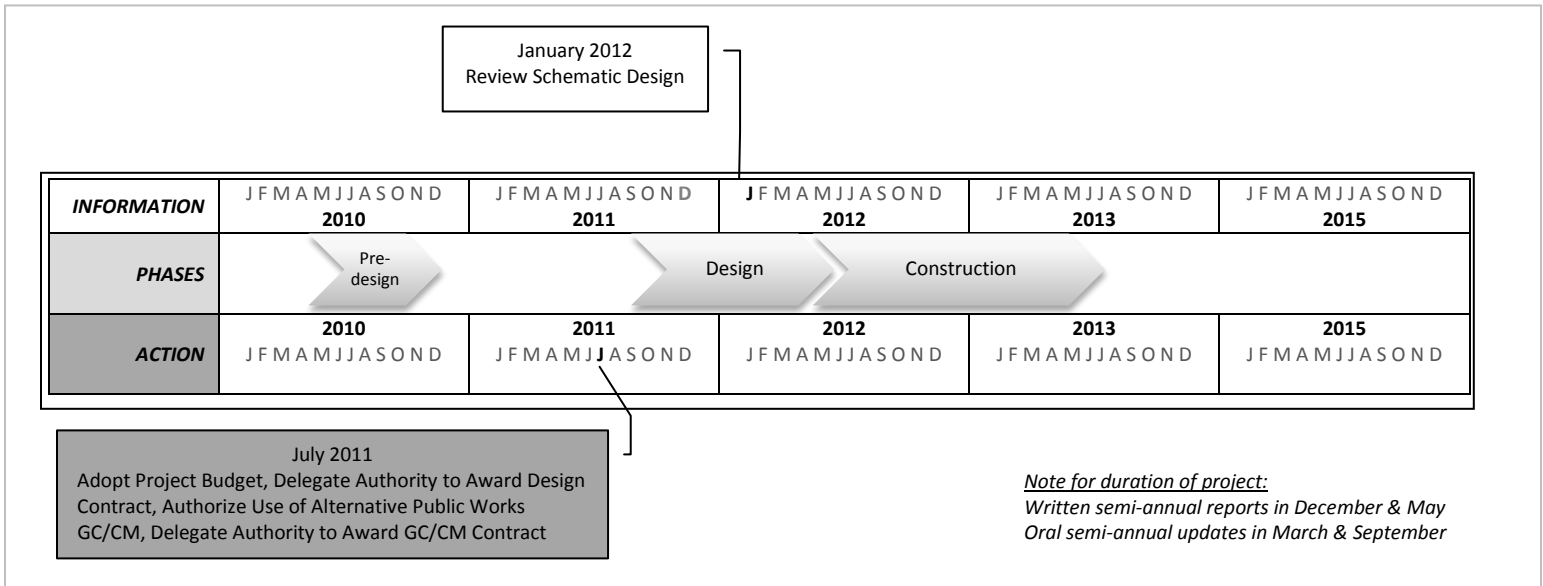 January 2012
Review Schematic Design
INFORMATION
J F M A M J J A S O N D
2010
J F M A M J J A S O N D
2011
J F M A M J J A S O N D
2012
J F M A M J J A S O N D
2013
J F M A M J J A S O N D
2015
PHASES
Pre-
design
Design
Construction
ACTION
2010
J F M A M J J A S O N D
2011
J F M A M J J A S O N D
2012
J F M A M J J A S O N D
2013
J F M A M J J A S O N D
2015
J F M A M J J A S O N D
July 2011
Adopt Project Budget, Delegate Authority to Award Design
Contract, Authorize Use of Alternative Public Works
GC/CM, Delegate Authority to Award GC/CM Contract
Note for duration of project:
Written semi-annual reports in December & May
Oral semi-annual updates in March & September